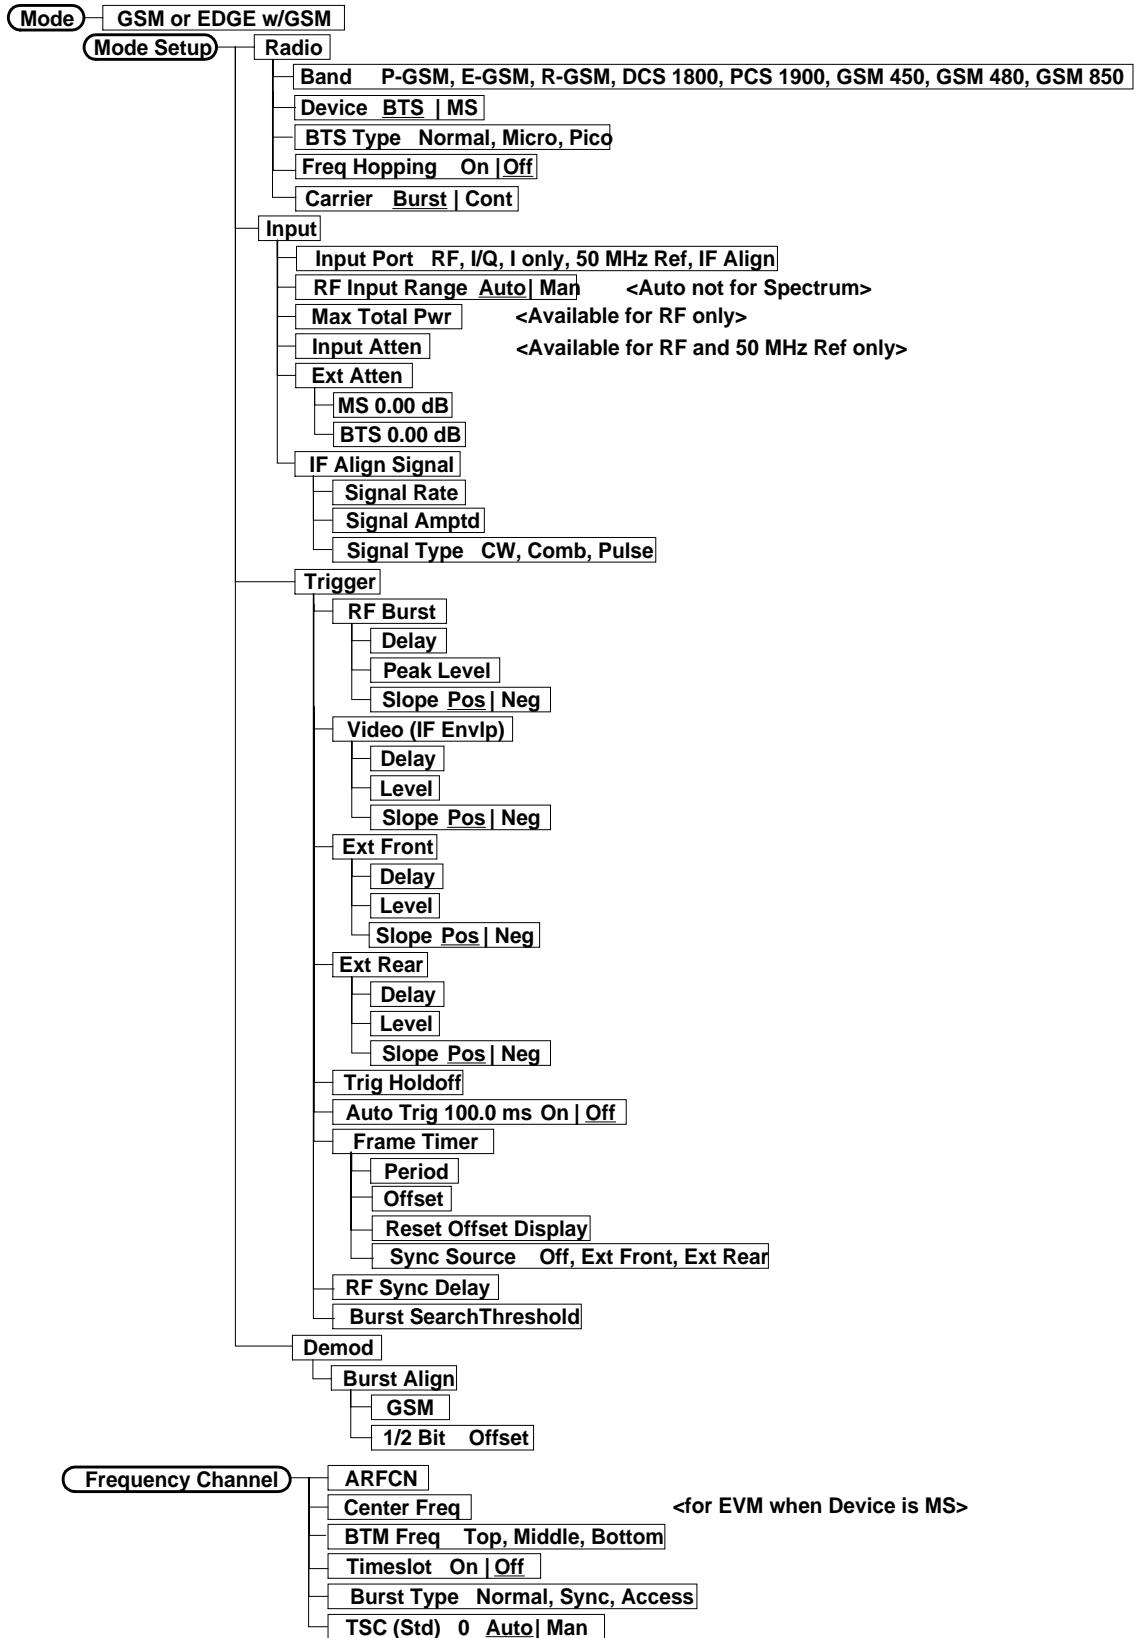 Mode GSM or EDGE w/GSM
Mode Setup Radio
Band P-GSM, E-GSM, R-GSM, DCS 1800, PCS 1900, GSM 450, GSM 480, GSM 850
Device BTS | MS
BTS Type Normal, Micro, Pico
Freq Hopping On | Off
Carrier Burst | Cont
Input
Input Port RF, I/Q, I only, 50 MHz Ref, IF Align
RF Input Range Auto | Man <Auto not for Spectrum>
Max Total Pwr <Available for RF only>
Input Atten <Available for RF and 50 MHz Ref only>
Ext Atten
MS 0.00 dB
BTS 0.00 dB
IF Align Signal
Signal Rate
Signal Amptd
Signal Type CW, Comb, Pulse
Trigger
RF Burst
Delay
Peak Level
Slope Pos | Neg
Video (IF Envlp)
Delay
Level
Slope Pos | Neg
Ext Front
Delay
Level
Slope Pos | Neg
Ext Rear
Delay
Level
Slope Pos | Neg
Trig Holdoff
Auto Trig 100.0 ms On | Off
Frame Timer
Period
Offset
Reset Offset Display
Sync Source Off, Ext Front, Ext Rear
RF Sync Delay
Burst SearchThreshold
Demod
Burst Align
GSM
1/2 Bit Offset
Frequency Channel ARFCN
Center Freq <for EVM when Device is MS>
BTM Freq Top, Middle, Bottom
Timeslot On | Off
Burst Type Normal, Sync, Access
TSC (Std) 0 Auto | Man